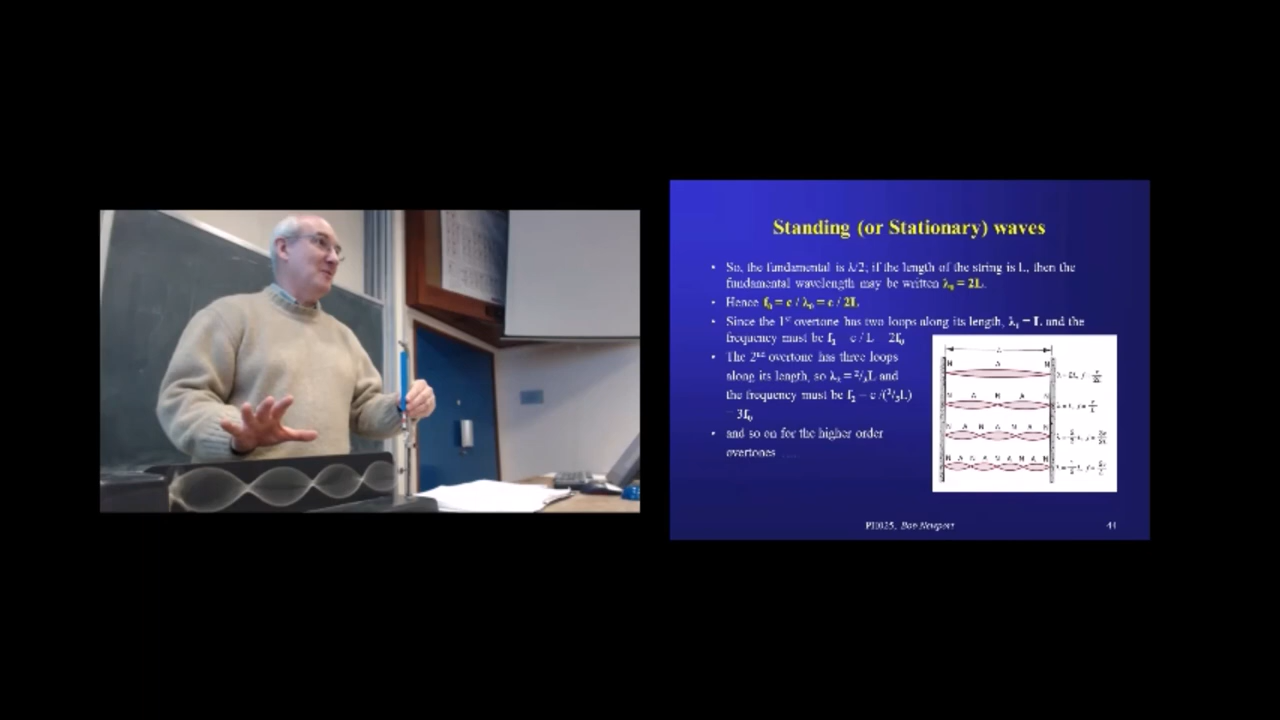 Standing (or Stationary) waves
• So, the fundamental is λ/2; if the length of the string is L, then the
fundamental wavelength may be written λ₀ = 2L.
• Hence f₀ = c / λ₀ = c / 2L
• Since the 1ˢᵗ overtone has two loops along its length, λ₁ = L and the
frequency must be f₁ = c / L = 2f₀
• The 2ⁿᵈ overtone has three loops
along its length, so λ₂ = ²/₃L and
the frequency must be f₂ = c /(²/₃L)
= 3f₀
• and so on for the higher order
overtones .....
N A N
N A N A N
N A N A N A N
N A N A N A N A N
PH025, Bob Newport
44